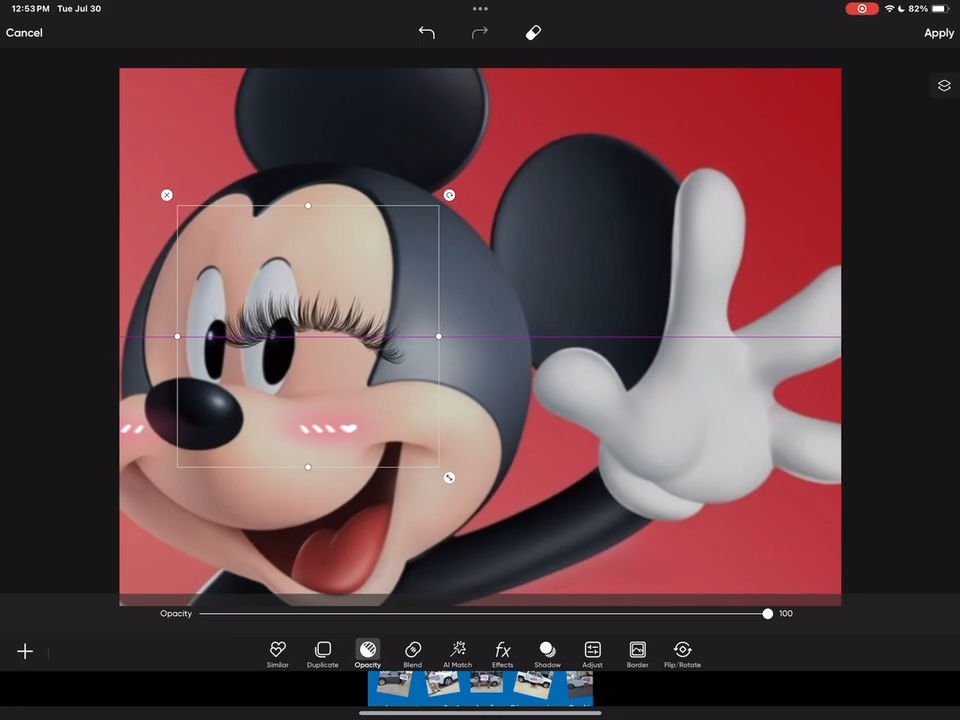 12:53 PM Tue Jul 30
82%
Cancel
Apply
Opacity
100
Similar
Duplicate
Opacity
Blend
AI Match
fx
Effects
Shadow
Adjust
Border
Flip/Rotate